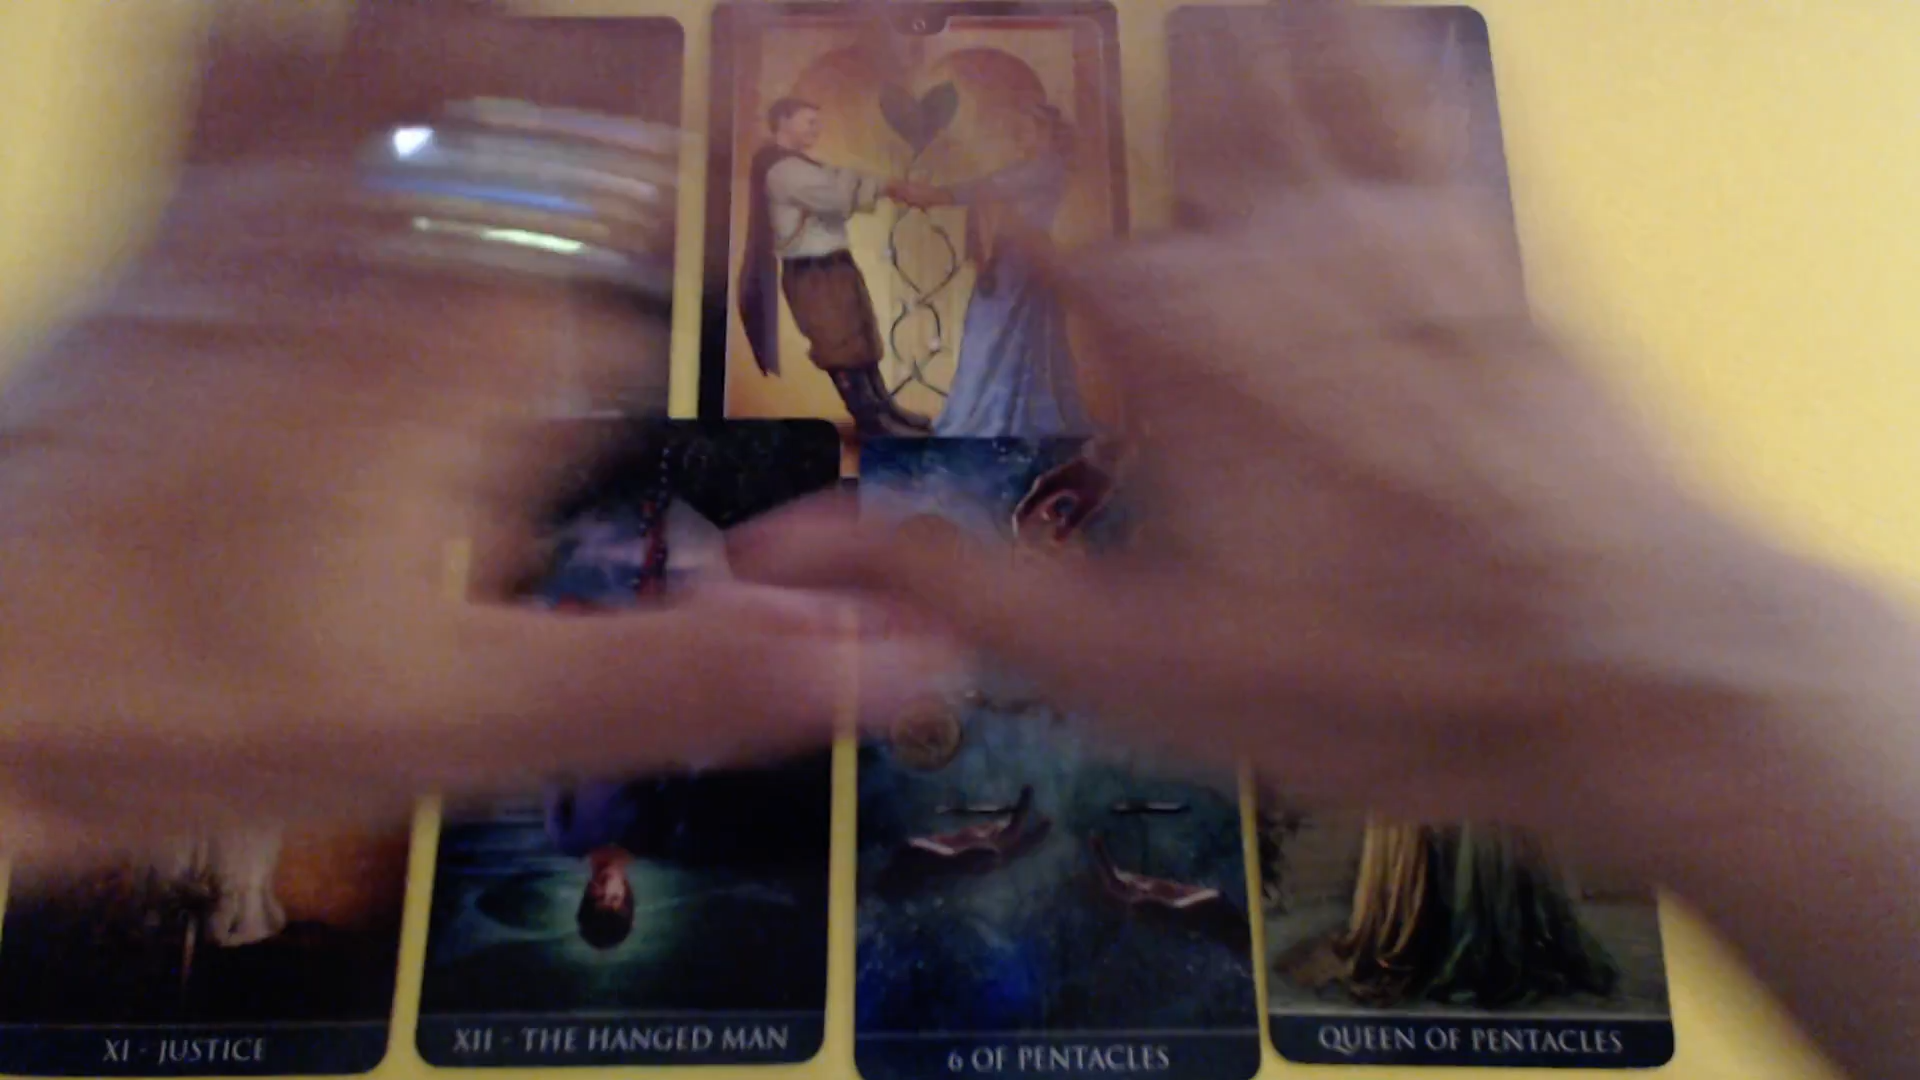 XI - JUSTICE
XII - THE HANGED MAN
6 OF PENTACLES
QUEEN OF PENTACLES